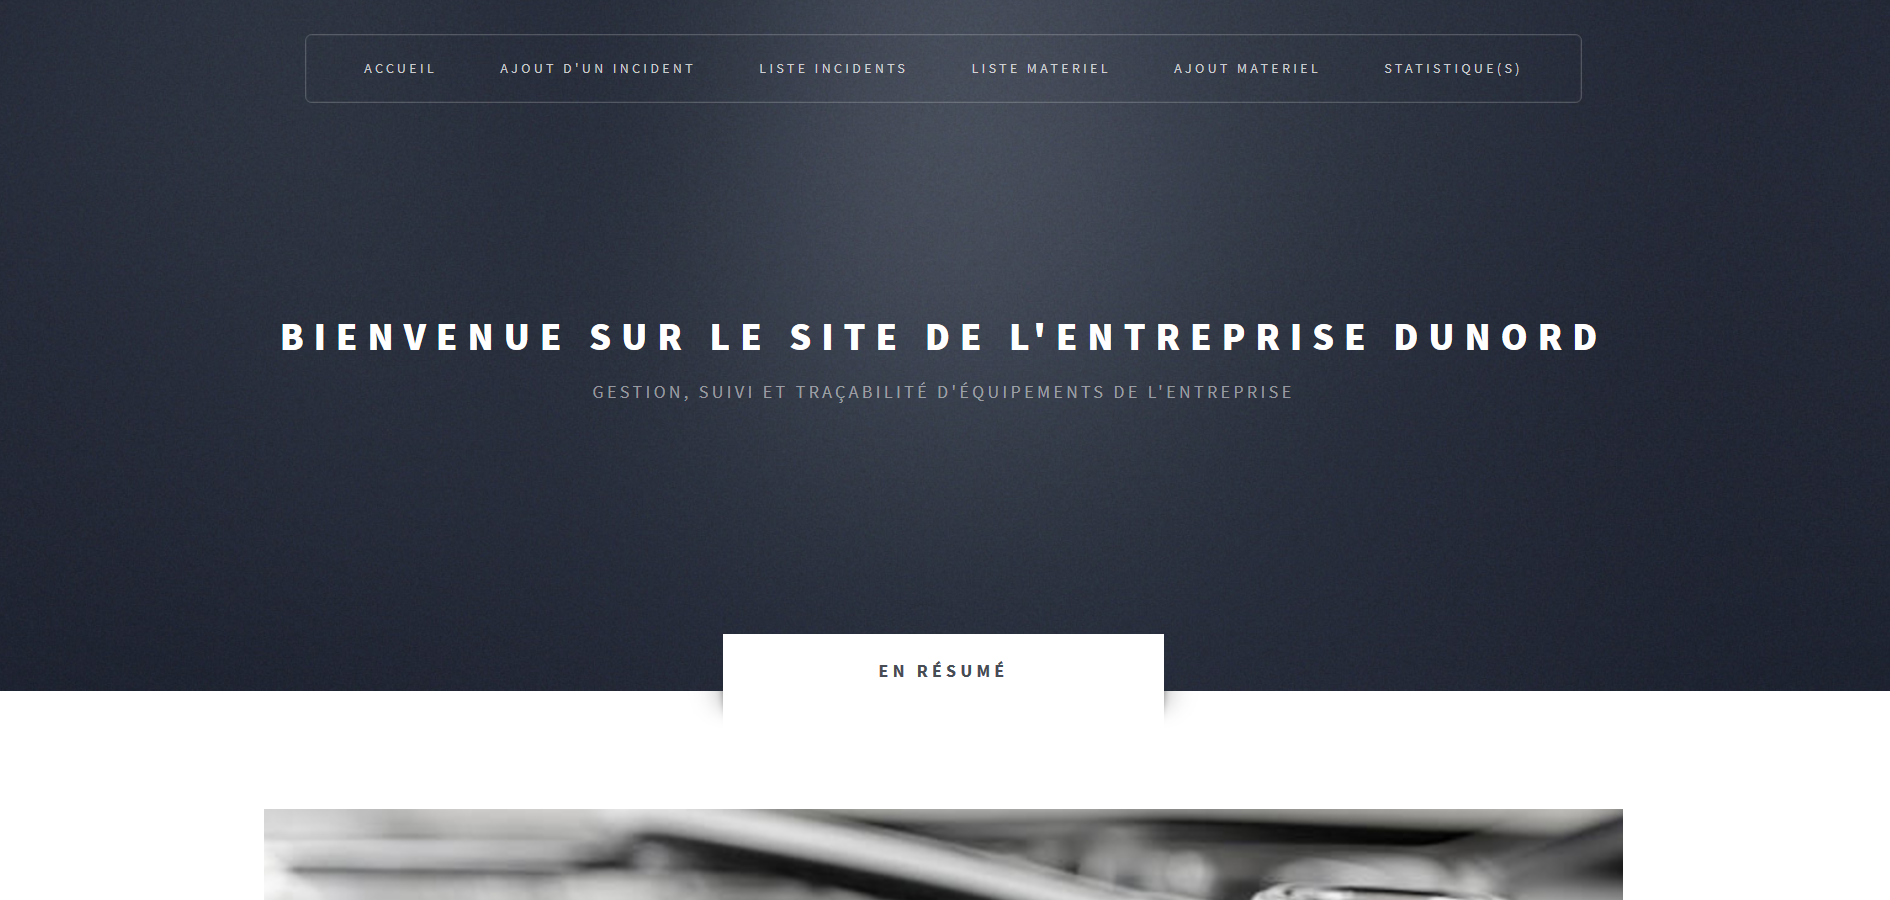 ACCUEIL AJOUT D'UN INCIDENT LISTE INCIDENTS LISTE MATERIEL AJOUT MATERIEL STATISTIQUE(S)
BIENVENUE SUR LE SITE DE L'ENTREPRISE DUNORD
GESTION, SUIVI ET TRAÇABILITÉ D'ÉQUIPEMENTS DE L'ENTREPRISE
EN RÉSUMÉ